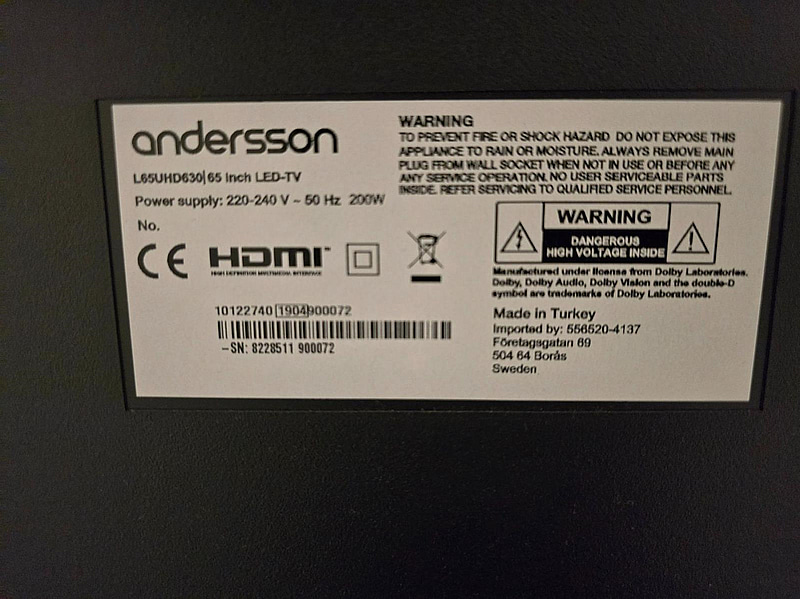 andersson
L65UHD630|65 Inch LED-TV
Power supply: 220-240 V ~ 50 Hz 200W
No.
CE HDMI™
HIGH DEFINITION MULTIMEDIA INTERFACE
10122740 1904 900072
-SN: 8228511 900072
WARNING
TO PREVENT FIRE OR SHOCK HAZARD DO NOT EXPOSE THIS
APPLIANCE TO RAIN OR MOISTURE. ALWAYS REMOVE MAIN
PLUG FROM WALL SOCKET WHEN NOT IN USE OR BEFORE ANY
ANY SERVICE OPERATION. NO USER SERVICEABLE PARTS
INSIDE. REFER SERVICING TO QUALIFIED SERVICE PERSONNEL.
WARNING
DANGEROUS
HIGH VOLTAGE INSIDE
Manufactured under license from Dolby Laboratories.
Dolby, Dolby Audio, Dolby Vision and the double-D
symbol are trademarks of Dolby Laboratories.
Made in Turkey
Imported by: 556520-4137
Företagsgatan 69
504 64 Borås
Sweden